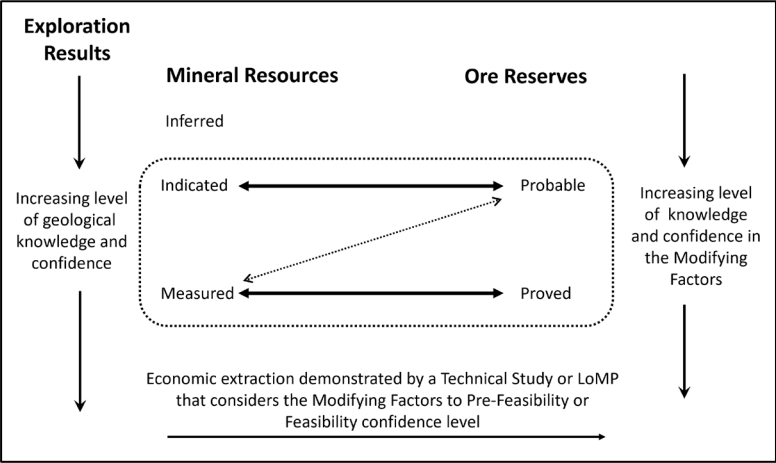 Exploration
Results
Mineral Resources
Ore Reserves
Inferred
Indicated
Probable
Increasing level
of geological
knowledge and
confidence
Increasing level
of knowledge
and confidence in
the Modifying
Factors
Measured
Proved
Economic extraction demonstrated by a Technical Study or LoMP
that considers the Modifying Factors to Pre-Feasibility or
Feasibility confidence level